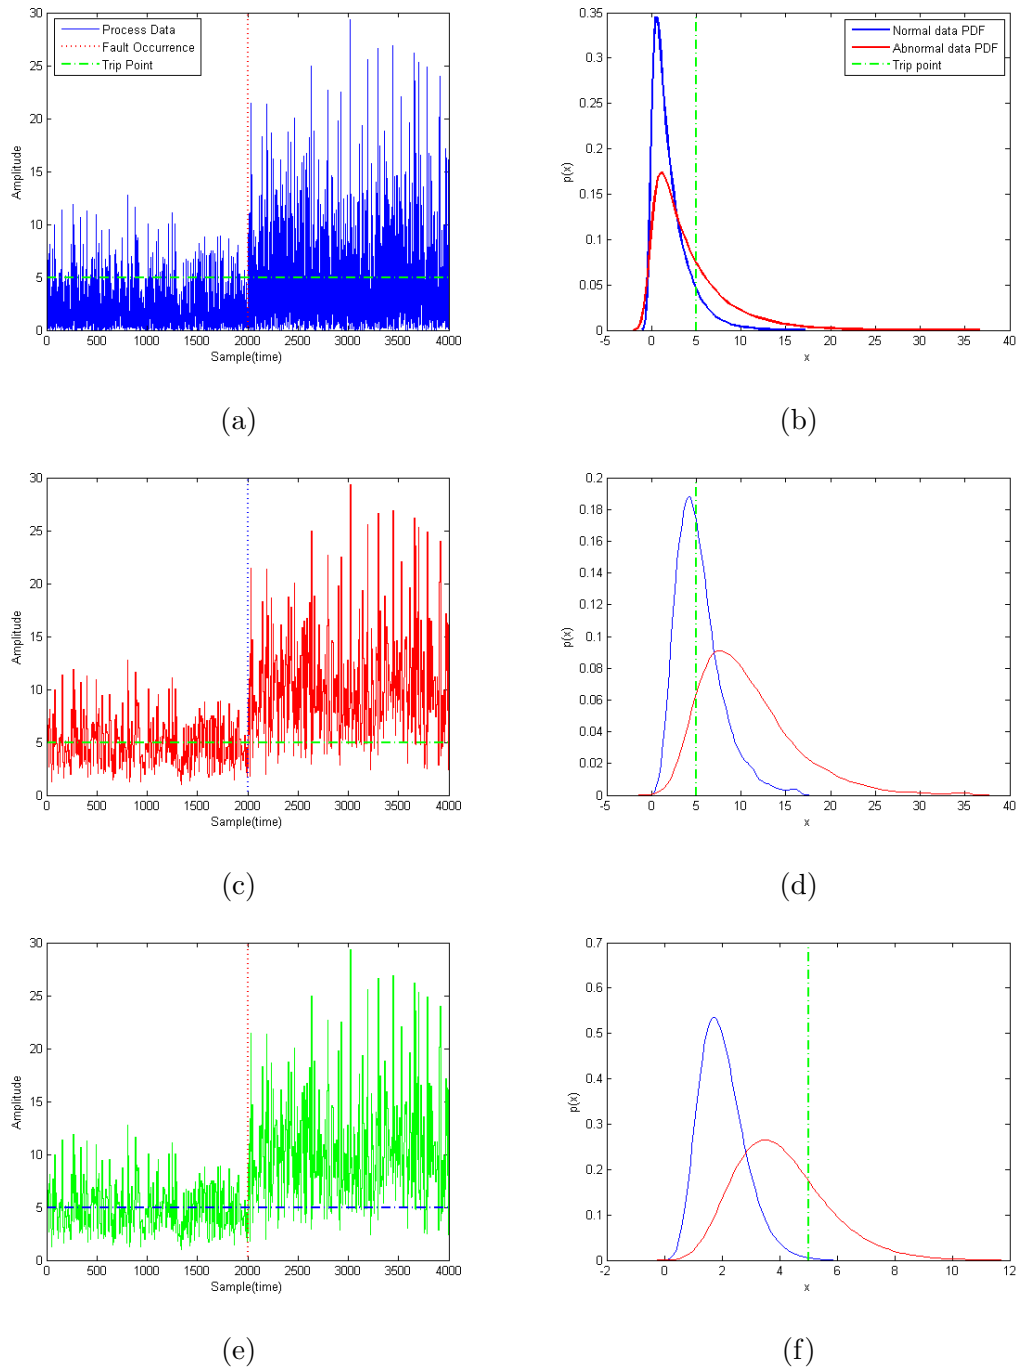 30
25
20
15
10
5
0
Amplitude
Process Data
Fault Occurrence
Trip Point
0 500 1000 1500 2000 2500 3000 3500 4000
Sample(time)
(a)
0.35
0.3
0.25
0.2
0.15
0.1
0.05
0
p(x)
Normal data PDF
Abnormal data PDF
Trip point
-5 0 5 10 15 20 25 30 35 40
x
(b)
30
25
20
15
10
5
0
Amplitude
0 500 1000 1500 2000 2500 3000 3500 4000
Sample(time)
(c)
0.2
0.18
0.16
0.14
0.12
0.1
0.08
0.06
0.04
0.02
0
p(x)
-5 0 5 10 15 20 25 30 35 40
x
(d)
30
25
20
15
10
5
0
Amplitude
0 500 1000 1500 2000 2500 3000 3500 4000
Sample(time)
(e)
0.7
0.6
0.5
0.4
0.3
0.2
0.1
0
p(x)
-2 0 2 4 6 8 10 12
x
(f)